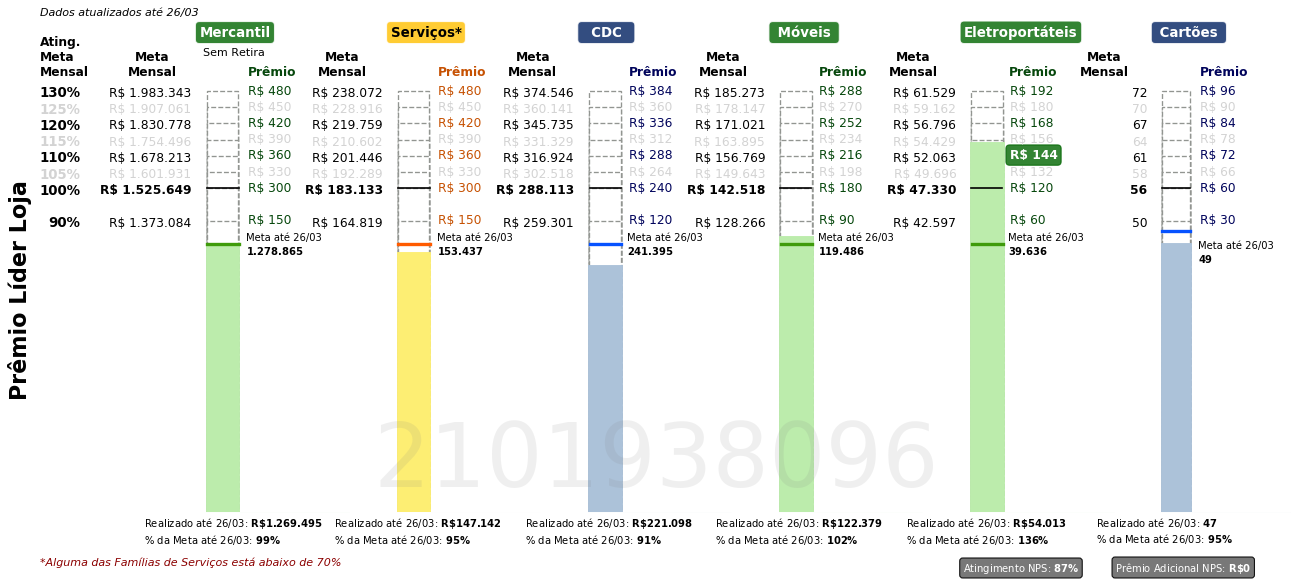 Dados atualizados até 26/03
Mercantil Serviços* CDC Móveis Eletroportáteis Cartões
Sem Retira
Ating. Meta Mensal
Meta Mensal Prêmio Meta Mensal Prêmio Meta Mensal Prêmio Meta Mensal Prêmio Meta Mensal Prêmio Meta Mensal Prêmio
130% R$ 1.983.343 R$ 480 R$ 238.072 R$ 480 R$ 374.546 R$ 384 R$ 185.273 R$ 288 R$ 61.529 R$ 192 72 R$ 96
125% R$ 1.907.061 R$ 450 R$ 228.916 R$ 450 R$ 360.141 R$ 360 R$ 178.147 R$ 270 R$ 59.162 R$ 180 70 R$ 90
120% R$ 1.830.778 R$ 420 R$ 219.759 R$ 420 R$ 345.735 R$ 336 R$ 171.021 R$ 252 R$ 56.796 R$ 168 67 R$ 84
115% R$ 1.754.496 R$ 390 R$ 210.602 R$ 390 R$ 331.329 R$ 312 R$ 163.895 R$ 234 R$ 54.429 R$ 156 64 R$ 78
110% R$ 1.678.213 R$ 360 R$ 201.446 R$ 360 R$ 316.924 R$ 288 R$ 156.769 R$ 216 R$ 52.063 R$ 144 61 R$ 72
105% R$ 1.601.931 R$ 330 R$ 192.289 R$ 330 R$ 302.518 R$ 264 R$ 149.643 R$ 198 R$ 49.696 R$ 132 58 R$ 66
100% R$ 1.525.649 R$ 300 R$ 183.133 R$ 300 R$ 288.113 R$ 240 R$ 142.518 R$ 180 R$ 47.330 R$ 120 56 R$ 60
90% R$ 1.373.084 R$ 150 R$ 164.819 R$ 150 R$ 259.301 R$ 120 R$ 128.266 R$ 90 R$ 42.597 R$ 60 50 R$ 30
Meta até 26/03 Meta até 26/03 Meta até 26/03 Meta até 26/03 Meta até 26/03 Meta até 26/03
1.278.865 153.437 241.395 119.486 39.636 49
Prêmio Líder Loja
2101938096
Realizado até 26/03: R$1.269.495 Realizado até 26/03: R$147.142 Realizado até 26/03: R$221.098 Realizado até 26/03: R$122.379 Realizado até 26/03: R$54.013 Realizado até 26/03: 47
% da Meta até 26/03: 99% % da Meta até 26/03: 95% % da Meta até 26/03: 91% % da Meta até 26/03: 102% % da Meta até 26/03: 136% % da Meta até 26/03: 95%
*Alguma das Famílias de Serviços está abaixo de 70%
Atingimento NPS: 87% Prêmio Adicional NPS: R$0